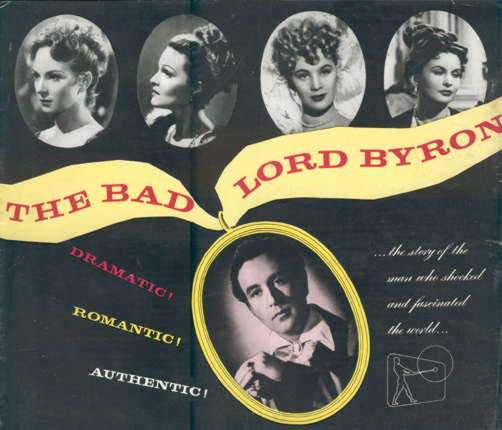 THE BAD
LORD BYRON
DRAMATIC!
ROMANTIC!
AUTHENTIC!
...the story of the
man who shocked
and fascinated
the world...